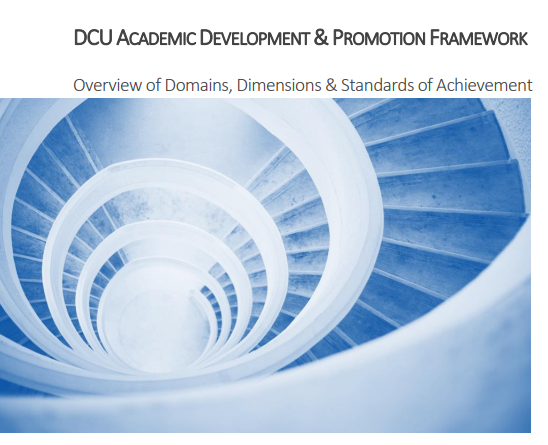 DCU ACADEMIC DEVELOPMENT & PROMOTION FRAMEWORK
Overview of Domains, Dimensions & Standards of Achievement